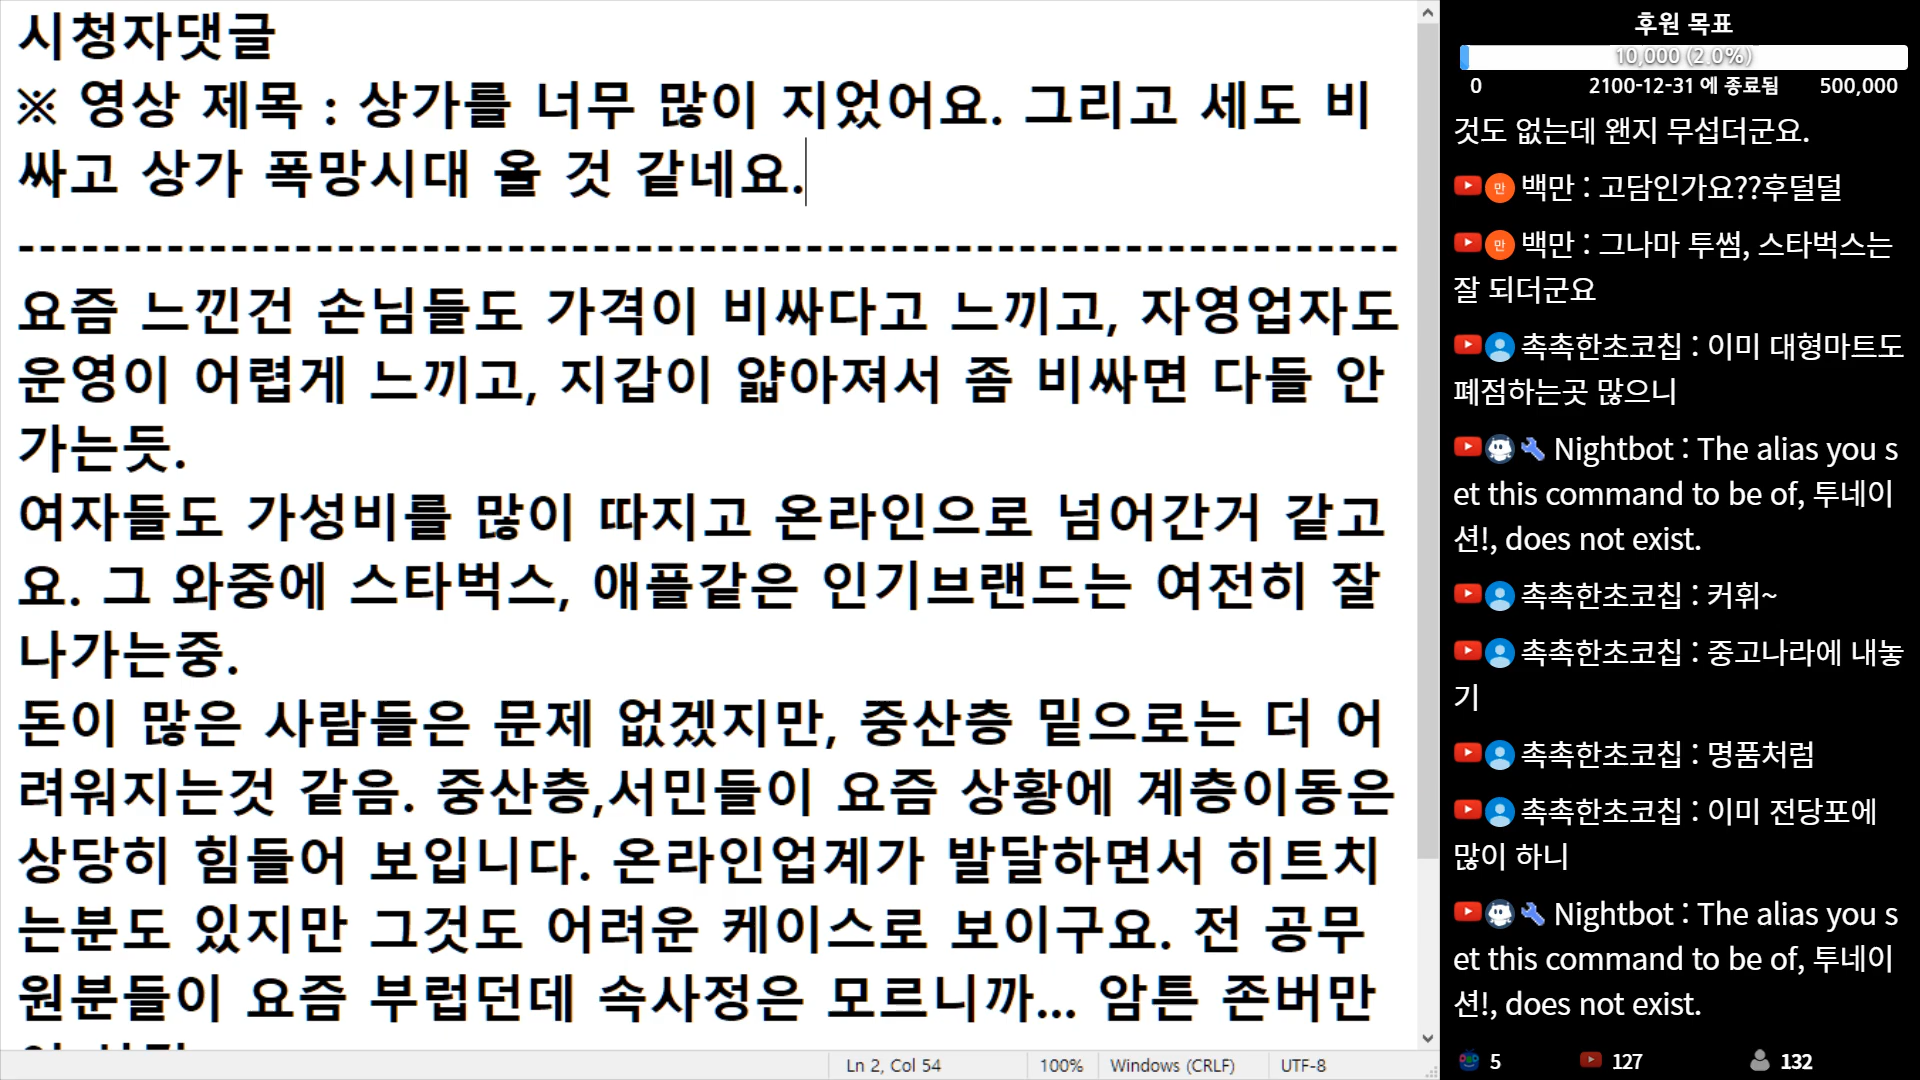 시청자댓글
※ 영상 제목 : 상가를 너무 많이 지었어요. 그리고 세도 비
싸고 상가 폭망시대 올 것 같네요.
------------------------------------------------------------------
요즘 느낀건 손님들도 가격이 비싸다고 느끼고, 자영업자도
운영이 어렵게 느끼고, 지갑이 얇아져서 좀 비싸면 다들 안
가는듯.
여자들도 가성비를 많이 따지고 온라인으로 넘어간거 같고
요. 그 와중에 스타벅스, 애플같은 인기브랜드는 여전히 잘
나가는중.
돈이 많은 사람들은 문제 없겠지만, 중산층 밑으로는 더 어
려워지는것 같음. 중산층,서민들이 요즘 상황에 계층이동은
상당히 힘들어 보입니다. 온라인업계가 발달하면서 히트치
는분도 있지만 그것도 어려운 케이스로 보이구요. 전 공무
원분들이 요즘 부럽던데 속사정은 모르니까... 암튼 존버만
Ln 2, Col 54
100%
Windows (CRLF)
UTF-8
후원 목표
10,000 (2.0%)
0 2100-12-31 에 종료됨 500,000
것도 없는데 왠지 무섭더군요.
만 백만 : 고담인가요??후덜덜
만 백만 : 그나마 투썸, 스타벅스는
잘 되더군요
촉촉한초코칩 : 이미 대형마트도
폐점하는곳 많으니
Nightbot : The alias you s
et this command to be of, 투네이
션!, does not exist.
촉촉한초코칩 : 커휘~
촉촉한초코칩 : 중고나라에 내놓
기
촉촉한초코칩 : 명품처럼
촉촉한초코칩 : 이미 전당포에
많이 하니
Nightbot : The alias you s
et this command to be of, 투네이
션!, does not exist.
5 127 132